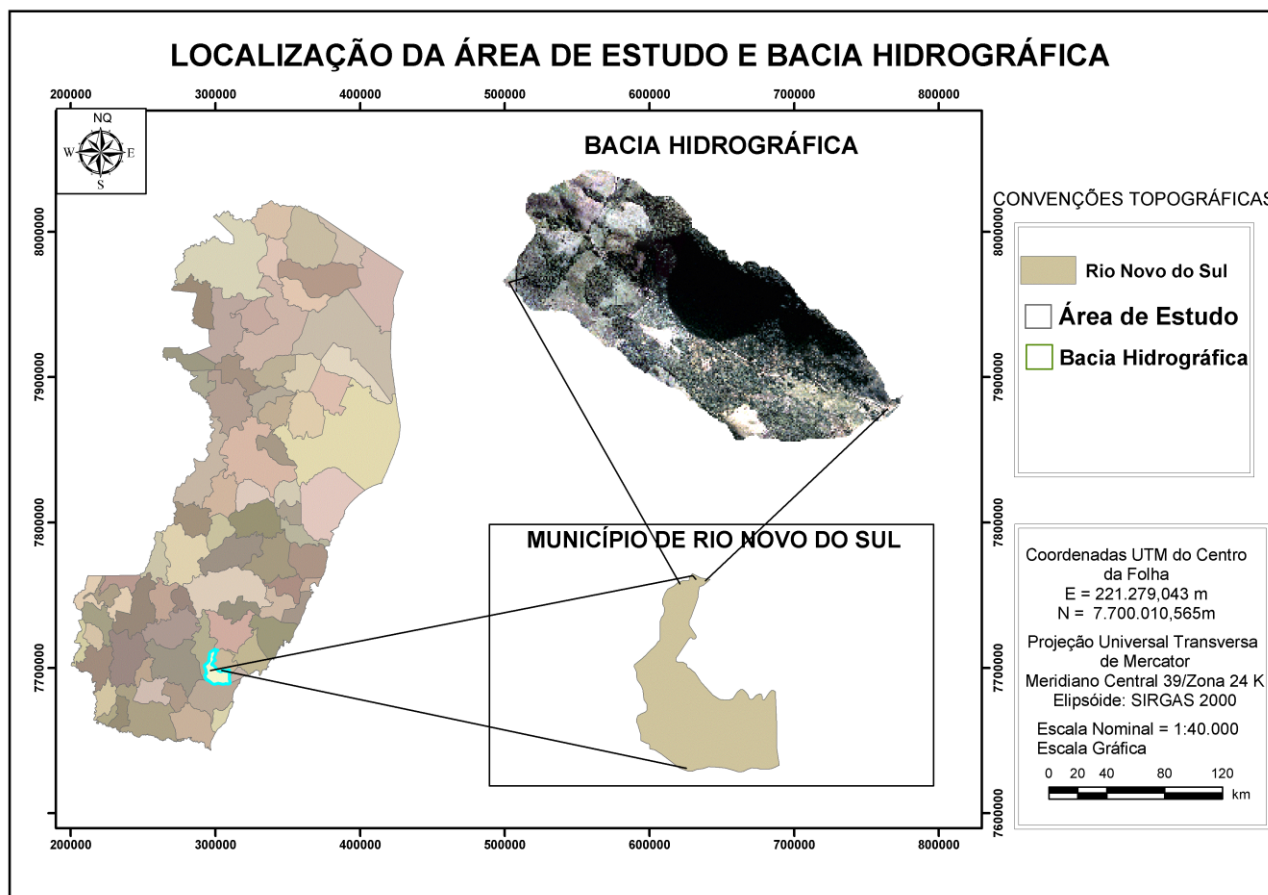 LOCALIZAÇÃO DA ÁREA DE ESTUDO E BACIA HIDROGRÁFICA
200000 300000 400000 500000 600000 700000 800000
NQ
W E
S
BACIA HIDROGRÁFICA
8000000
7900000
7800000
7700000
7600000
8000000
7900000
7800000
7700000
7600000
MUNICÍPIO DE RIO NOVO DO SUL
200000 300000 400000 500000 600000 700000 800000
CONVENÇÕES TOPOGRÁFICAS
Rio Novo do Sul
Área de Estudo
Bacia Hidrográfica
Coordenadas UTM do Centro
da Folha
E = 221.279,043 m
N = 7.700.010,565m
Projeção Universal Transversa
de Mercator
Meridiano Central 39/Zona 24 K
Elipsóide: SIRGAS 2000
Escala Nominal = 1:40.000
Escala Gráfica
0 20 40 80 120
km